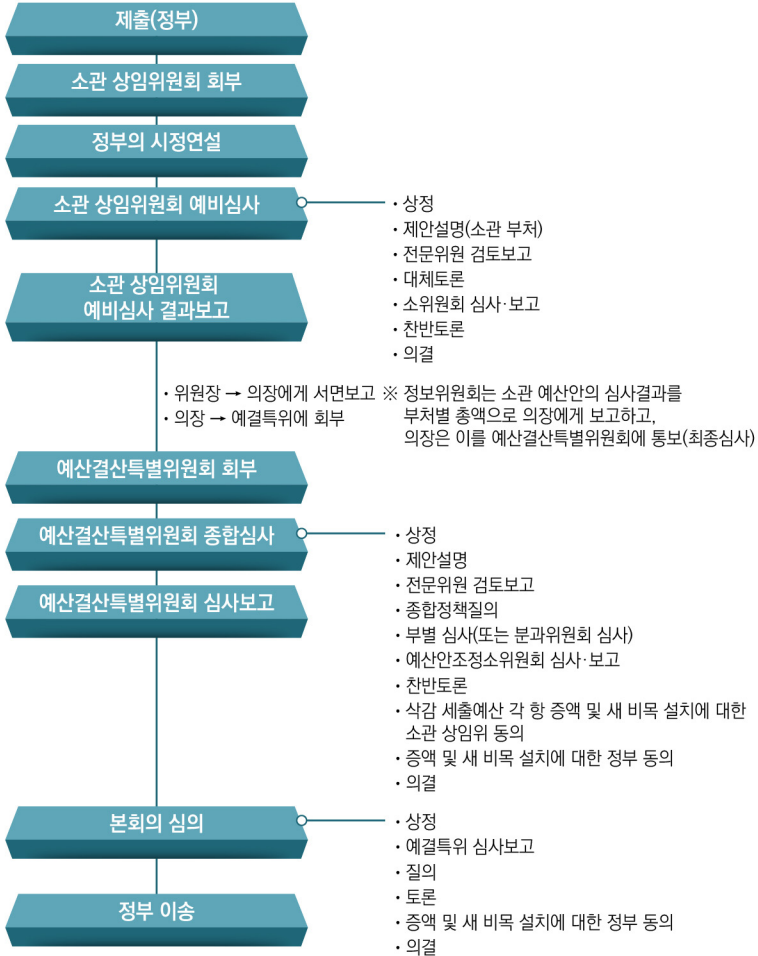 제출(정부)
소관 상임위원회 회부
정부의 시정연설
소관 상임위원회 예비심사
· 상정
· 제안설명(소관 부처)
· 전문위원 검토보고
· 대체토론
· 소위원회 심사·보고
· 찬반토론
· 의결
소관 상임위원회
예비심사 결과보고
· 위원장 → 의장에게 서면보고
· 의장 → 예결특위에 회부
※ 정보위원회는 소관 예산안의 심사결과를
부처별 총액으로 의장에게 보고하고,
의장은 이를 예산결산특별위원회에 통보(최종심사)
예산결산특별위원회 회부
예산결산특별위원회 종합심사
· 상정
· 제안설명
· 전문위원 검토보고
· 종합정책질의
· 부별 심사(또는 분과위원회 심사)
· 예산안조정소위원회 심사·보고
· 찬반토론
· 삭감 세출예산 각 항 증액 및 새 비목 설치에 대한
소관 상임위 동의
· 증액 및 새 비목 설치에 대한 정부 동의
· 의결
예산결산특별위원회 심사보고
본회의 심의
· 상정
· 예결특위 심사보고
· 질의
· 토론
· 증액 및 새 비목 설치에 대한 정부 동의
· 의결
정부 이송